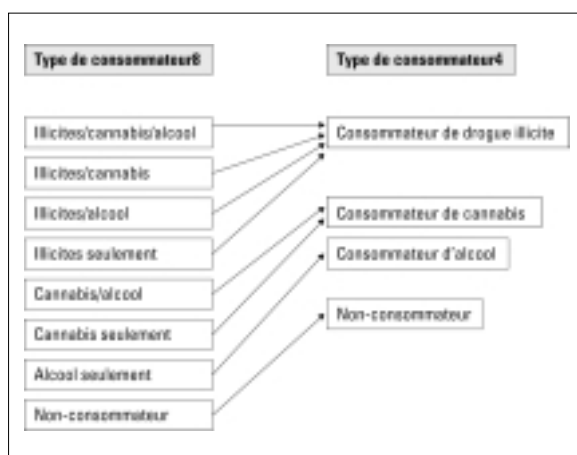 Type de consommateur8
Type de consommateur4
Illicites/cannabis/alcool
Illicites/cannabis
Illicites/alcool
Illicites seulement
Cannabis/alcool
Cannabis seulement
Alcool seulement
Non-consommateur
Consommateur de drogue illicite
Consommateur de cannabis
Consommateur d'alcool
Non-consommateur